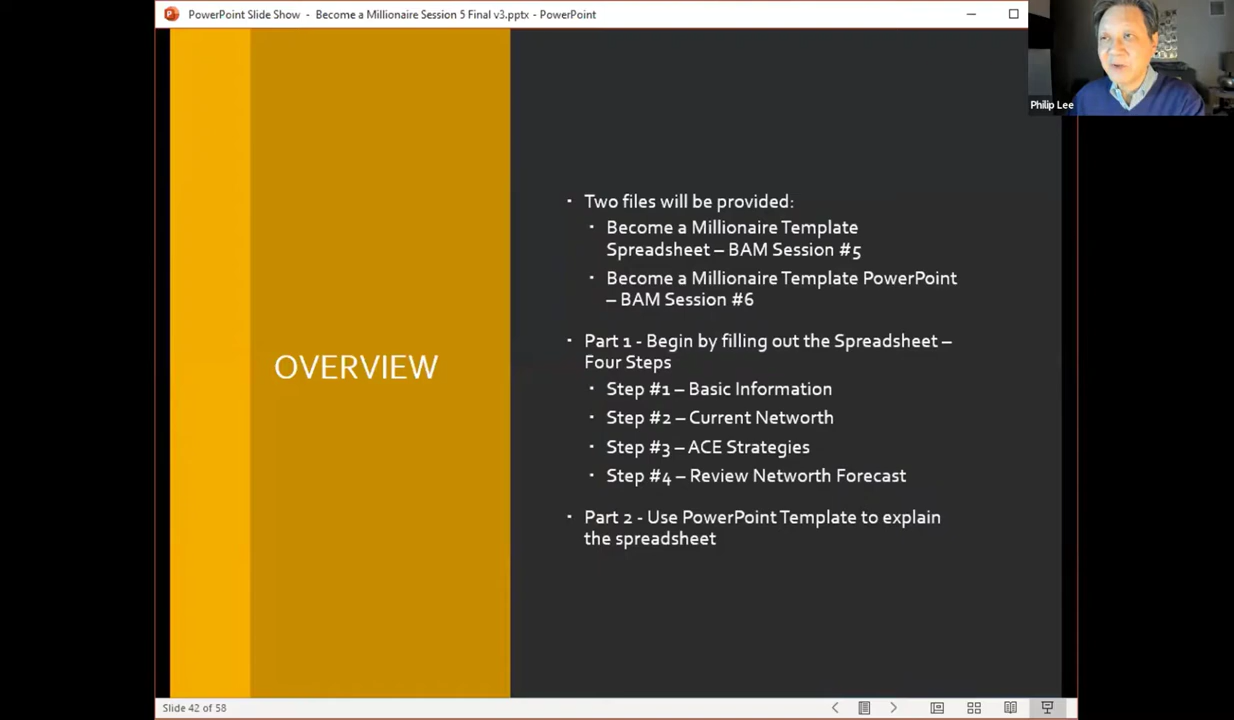 PowerPoint Slide Show - Become a Millionaire Session 5 Final v3.pptx - PowerPoint
Philip Lee
OVERVIEW
Two files will be provided:
Become a Millionaire Template
Spreadsheet – BAM Session #5
Become a Millionaire Template PowerPoint
– BAM Session #6
Part 1 - Begin by filling out the Spreadsheet –
Four Steps
Step #1 – Basic Information
Step #2 – Current Networth
Step #3 – ACE Strategies
Step #4 – Review Networth Forecast
Part 2 - Use PowerPoint Template to explain
the spreadsheet
Slide 42 of 58